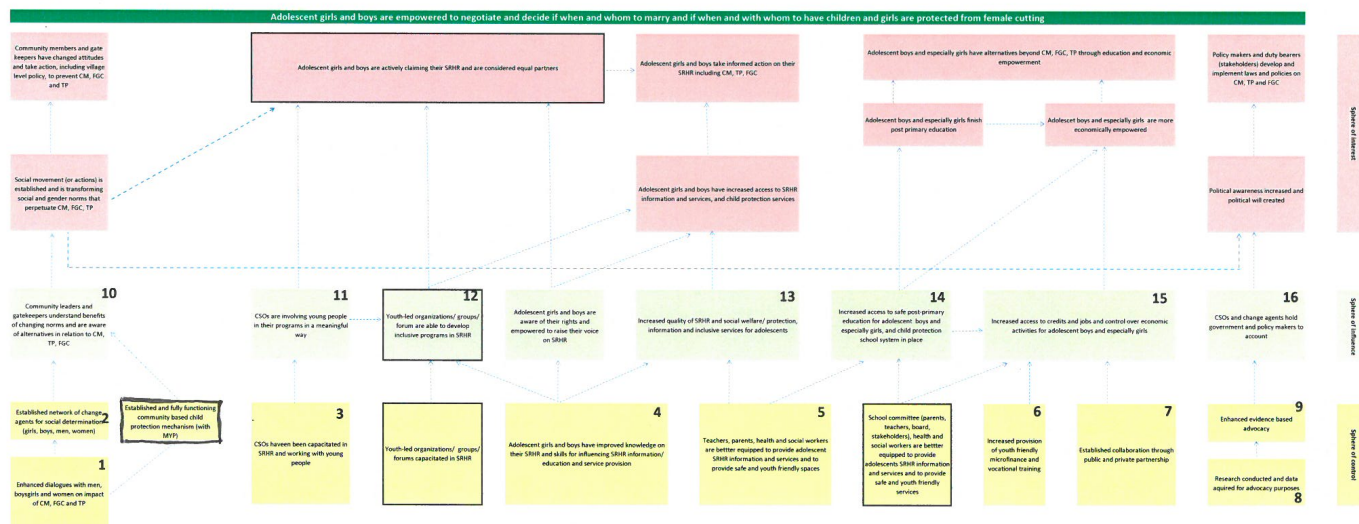 Adolescent girls and boys are empowered to negotiate and decide if when and whom to marry and if when and with whom to have children and girls are protected from female cutting
Community members and gate
keepers have changed attitudes
and take action, including village
level policy, to prevent CM, FGC
and TP
Adolescent girls and boys are actively claiming their SRHR and are considered equal partners
Adolescent girls and boys take informed action on their
SRHR including CM, TP, FGC
Adolescent boys and especially girls have alternatives beyond CM, FGC, TP through education and economic
empowerment
Policy makers and duty bearers
(stakeholders) develop and
implement laws and policies on
CM, TP and FGC
Adolescent boys and especially girls finish
post primary education
Adolescet boys and especially girls are more
economically empowered
Sphere of interest
Social movement (or actions) is
established and is transforming
social and gender norms that
perpetuate CM, FGC, TP
Adolescent girls and boys have increased access to SRHR
information and services, and child protection services
Political awareness increased and
political will created
10
Community leaders and
gatekeepers understand benefits
of changing norms and are aware
of alternatives in relation to CM,
TP, FGC
11
CSOs are involving young people
in their programs in a meaningful
way
12
Youth-led organizations/ groups/
forum are able to develop
inclusive programs in SRHR
Adolescent girls and boys are
aware of their rights and
empowered to raise their voice
on SRHR
13
Increased quality of SRHR and social welfare/ protection,
information and inclusive services for adolescents
14
Increased access to safe post-primary
education for adolescent boys and
especially girls, and child protection
school system in place
15
Increased access to credits and jobs and control over economic
activities for adolescent boys and especially girls
16
CSOs and change agents hold
government and policy makers to
account
Sphere of influence
2
Established network of change
agents for social determination
(girls, boys, men, women)
Established and fully functioning
community based child
protection mechanism (with
MYP)
3
CSOs haveen been capacitated in
SRHR and working with young
people
Youth-led organizations/ groups/
forums capacitated in SRHR
4
Adolescent girls and boys have improved knowledge on
their SRHR and skills for influencing SRHR information/
education and service provision
5
Teachers, parents, health and social workers
are bettter equipped to provide adolescent
SRHR information and services and to
provide safe and youth friendly spaces
School committee (parents,
teachers, board,
stakeholders), health and
social workers are bettter
equipped to provide
adolescents SRHR information
and services and to provide
safe and youth friendly
services
6
Increased provision
of youth friendly
microfinance and
vocational training
7
Established collaboration through
public and private partnership
9
Enhanced evidence based
advocacy
1
Enhanced dialogues with men,
boysgirls and women on impact
of CM, FGC and TP
Research conducted and data
aquired for advocacy purposes
8
Sphere of control